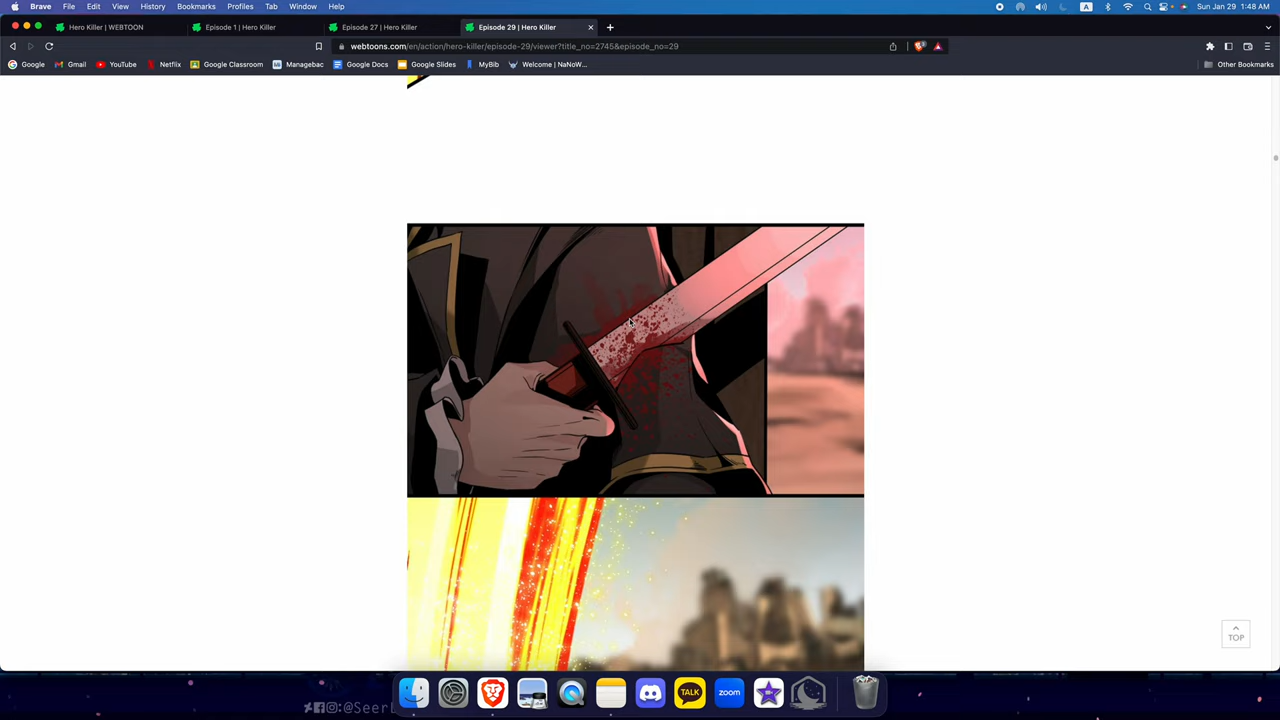 Brave File Edit View History Bookmarks Profiles Tab Window Help A Sun Jan 29 1:48 AM
Hero Killer | WEBTOON Episode 1 | Hero Killer Episode 27 | Hero Killer Episode 29 | Hero Killer
webtoons.com/en/action/hero-killer/episode-29/viewer?title_no=2745&episode_no=29
Google Gmail YouTube Netflix Google Classroom Managebac Google Docs Google Slides MyBib Welcome | NaNoW... Other Bookmarks
TOP
TALK zoom